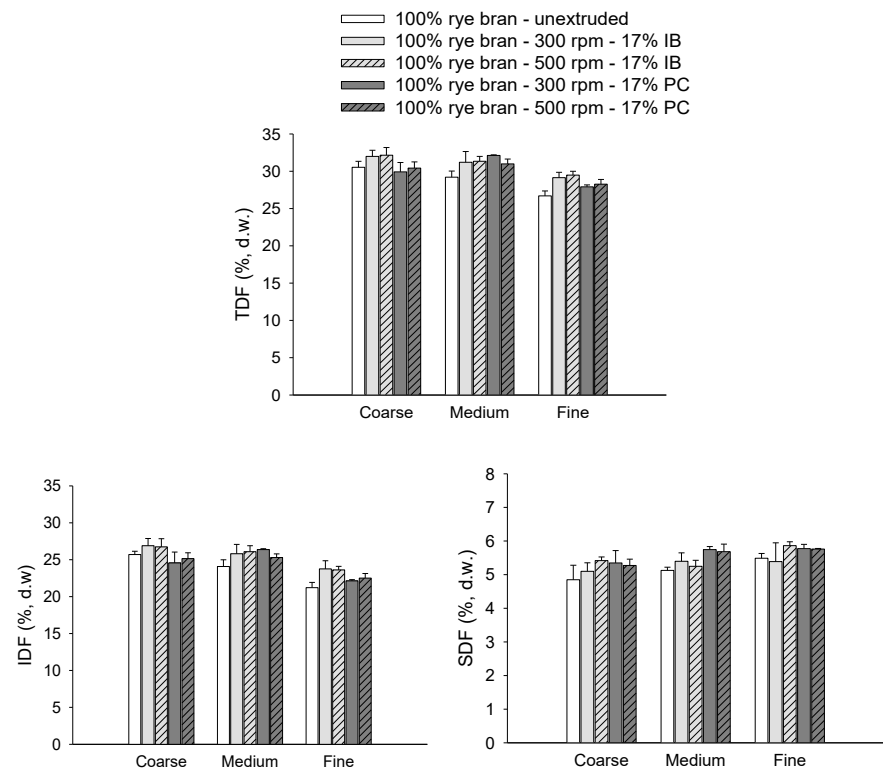 100% rye bran - unextruded
100% rye bran - 300 rpm - 17% IB
100% rye bran - 500 rpm - 17% IB
100% rye bran - 300 rpm - 17% PC
100% rye bran - 500 rpm - 17% PC
TDF (%, d.w.)
35
30
25
20
15
10
5
0
Coarse Medium Fine
IDF (%, d.w)
35
30
25
20
15
10
5
0
Coarse Medium Fine
SDF (%, d.w.)
8
7
6
5
4
3
2
1
0
Coarse Medium Fine